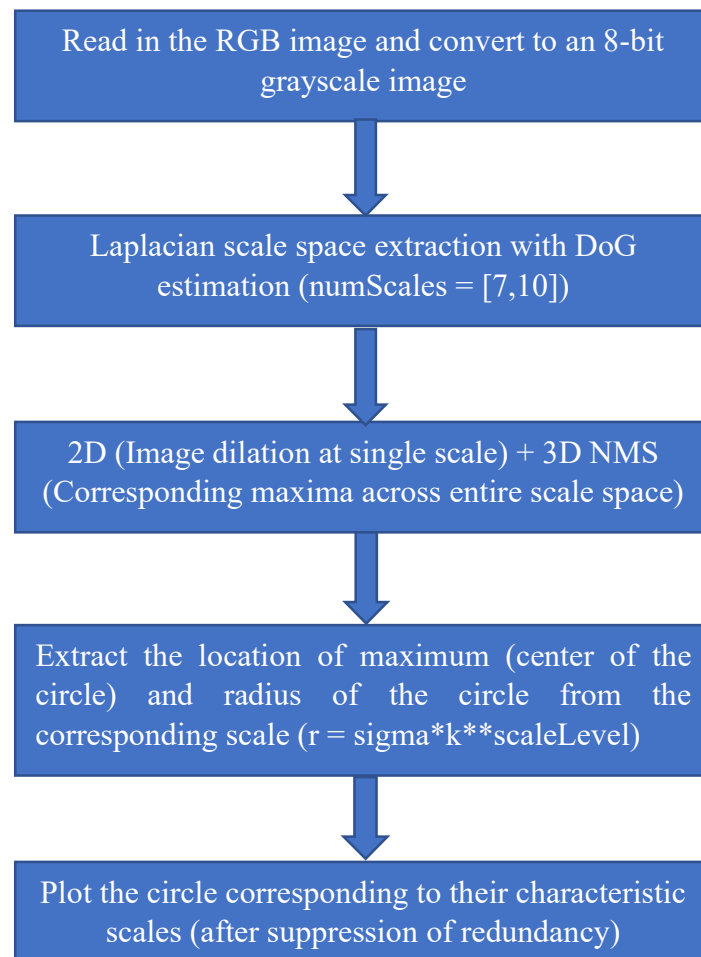 Read in the RGB image and convert to an 8-bit
grayscale image
Laplacian scale space extraction with DoG
estimation (numScales = [7,10])
2D (Image dilation at single scale) + 3D NMS
(Corresponding maxima across entire scale space)
Extract the location of maximum (center of the
circle) and radius of the circle from the
corresponding scale (r = sigma*k**scaleLevel)
Plot the circle corresponding to their characteristic
scales (after suppression of redundancy)